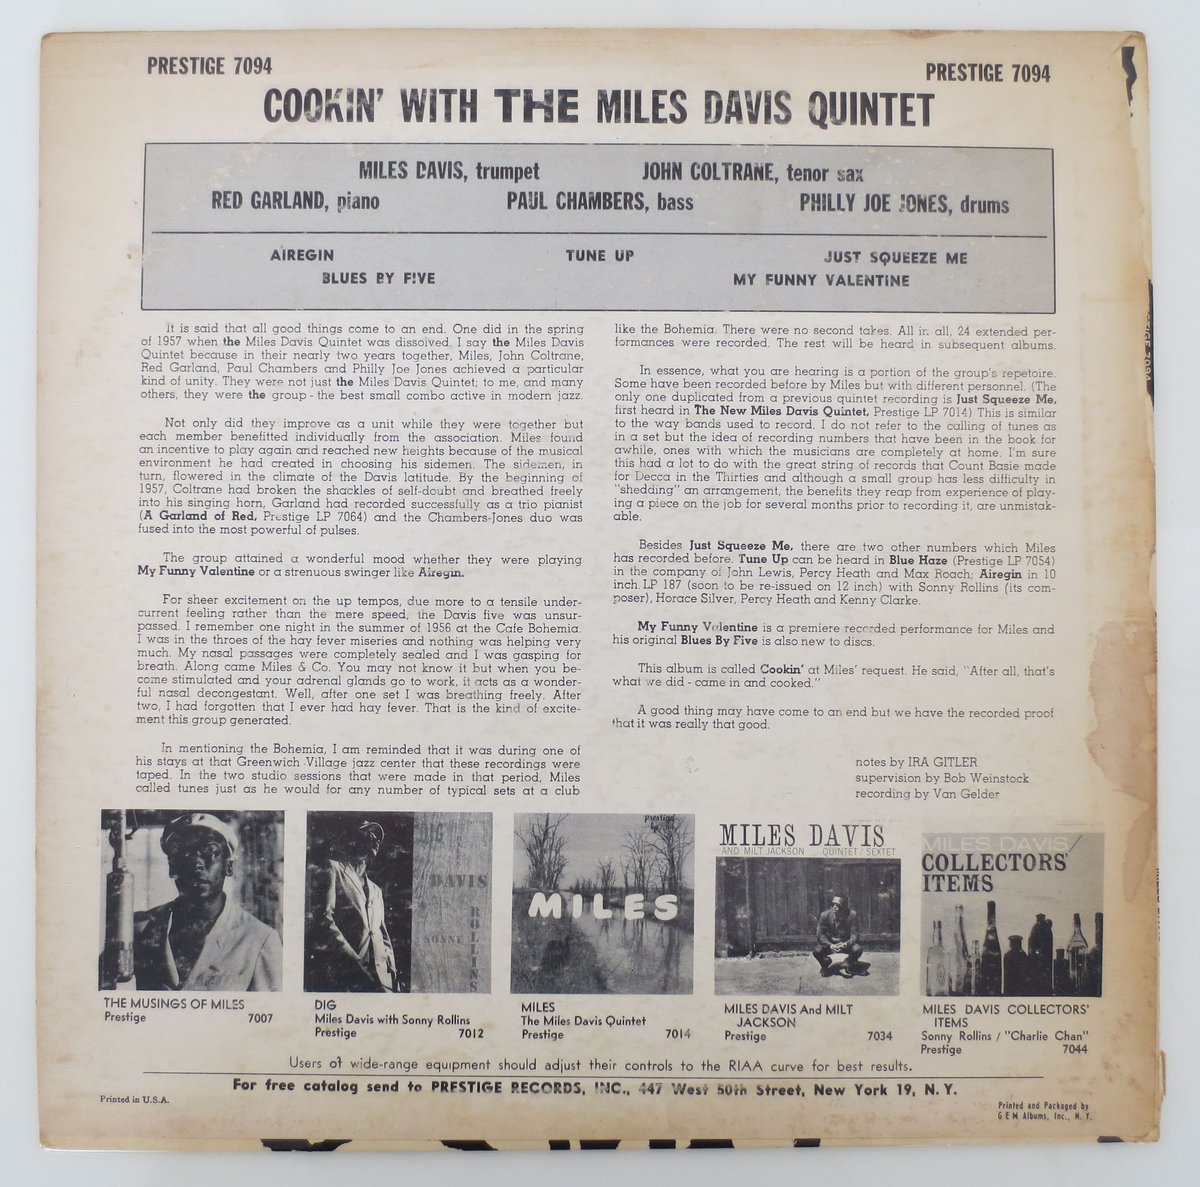 PRESTIGE 7094
PRESTIGE 7094
COOKIN' WITH THE MILES DAVIS QUINTET
MILES DAVIS, trumpet JOHN COLTRANE, tenor sax
RED GARLAND, piano PAUL CHAMBERS, bass PHILLY JOE JONES, drums
AIREGIN TUNE UP JUST SQUEEZE ME
BLUES BY FIVE MY FUNNY VALENTINE
It is said that all good things come to an end. One did in the spring
of 1957 when the Miles Davis Quintet was dissolved. I say the Miles Davis
Quintet because in their nearly two years together, Miles, John Coltrane,
Red Garland, Paul Chambers and Philly Joe Jones achieved a particular
kind of unity. They were not just the Miles Davis Quintet; to me, and many
others, they were the group - the best small combo active in modern jazz.
Not only did they improve as a unit while they were together but
each member benefitted individually from the association. Miles found
an incentive to play again and reached new heights because of the musical
environment he had created in choosing his sidemen. The sidemen, in
turn, flowered in the climate of the Davis latitude. By the beginning of
1957, Coltrane had broken the shackles of self-doubt and breathed freely
into his singing horn, Garland had recorded successfully as a trio pianist
(A Garland of Red, Prestige LP 7064) and the Chambers-Jones duo was
fused into the most powerful of pulses.
The group attained a wonderful mood whether they were playing
My Funny Valentine or a strenuous swinger like Airegin.
For sheer excitement on the up tempos, due more to a tensile under-
current feeling rather than the mere speed, the Davis five was unsur-
passed. I remember one night in the summer of 1956 at the Cafe Bohemia.
I was in the throes of the hay fever miseries and nothing was helping very
much. My nasal passages were completely sealed and I was gasping for
breath. Along came Miles & Co. You may not know it but when you be-
come stimulated and your adrenal glands go to work, it acts as a wonder-
ful nasal decongestant. Well, after one set I was breathing freely. After
two, I had forgotten that I ever had hay fever. That is the kind of excite-
ment this group generated.
In mentioning the Bohemia, I am reminded that it was during one of
his stays at that Greenwich Village jazz center that these recordings were
taped. In the two studio sessions that were made in that period, Miles
called tunes just as he would for any number of typical sets at a club
like the Bohemia. There were no second takes. All in all, 24 extended per-
formances were recorded. The rest will be heard in subsequent albums.
In essence, what you are hearing is a portion of the group's repetoire.
Some have been recorded before by Miles but with different personnel. (The
only one duplicated from a previous quintet recording is Just Squeeze Me,
first heard in The New Miles Davis Quintet, Prestige LP 7014) This is similar
to the way bands used to record. I do not refer to the calling of tunes as
in a set but the idea of recording numbers that have been in the book for
awhile, ones with which the musicians are completely at home. I'm sure
this had a lot to do with the great string of records that Count Basie made
for Decca in the Thirties and although a small group has less difficulty in
"shedding" an arrangement, the benefits they reap from experience of play-
ing a piece on the job for several months prior to recording it, are unmistak-
able.
Besides Just Squeeze Me, there are two other numbers which Miles
has recorded before. Tune Up can be heard in Blue Haze (Prestige LP 7054)
in the company of John Lewis, Percy Heath and Max Roach; Airegin in 10
inch LP 187 (soon to be re-issued on 12 inch) with Sonny Rollins (its com-
poser), Horace Silver, Percy Heath and Kenny Clarke.
My Funny Valentine is a premiere recorded performance for Miles and
his original Blues By Five is also new to discs.
This album is called Cookin' at Miles' request. He said, "After all, that's
what we did - came in and cooked."
A good thing may have come to an end but we have the recorded proof
that it was really that good.
notes by IRA GITLER
supervision by Bob Weinstock
recording by Van Gelder
DIG
DAVIS
SONNY
ROLLINS
prestige
MILES
MILES DAVIS
AND MILT JACKSON QUINTET / SEXTET
MILES DAVIS
COLLECTORS'
ITEMS
THE MUSINGS OF MILES
Prestige 7007
DIG
Miles Davis with Sonny Rollins
Prestige 7012
MILES
The Miles Davis Quintet
Prestige 7014
MILES DAVIS And MILT
JACKSON
Prestige 7034
MILES DAVIS COLLECTORS'
ITEMS
Sonny Rollins / "Charlie Chan"
Prestige 7044
Users of wide-range equipment should adjust their controls to the RIAA curve for best results.
For free catalog send to PRESTIGE RECORDS, INC., 447 West 50th Street, New York 19, N. Y.
Printed in U.S.A.
Printed and Packaged by
G E M Albums, Inc., N. Y.